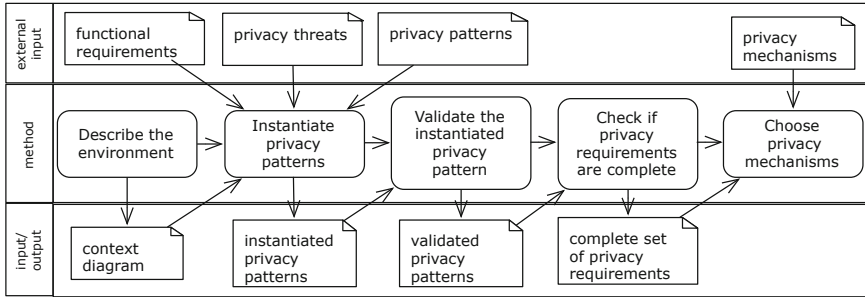 external
input
functional
requirements
privacy threats
privacy patterns
privacy
mechanisms
method
Describe the
environment
Instantiate
privacy
patterns
Validate the
instantiated
privacy
pattern
Check if
privacy
requirements
are complete
Choose
privacy
mechanisms
input/
output
context
diagram
instantiated
privacy
patterns
validated
privacy
patterns
complete set
of privacy
requirements